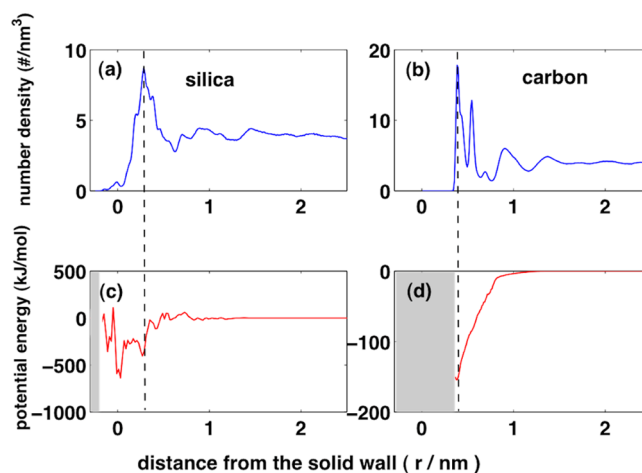 number density (#/nm³)
10
5
0
(a)
silica
0 1 2
20
10
0
(b)
carbon
0 1 2
potential energy (kJ/mol)
500
0
−500
−1000
(c)
0 1 2
0
−100
−200
(d)
0 1 2
distance from the solid wall ( r / nm )